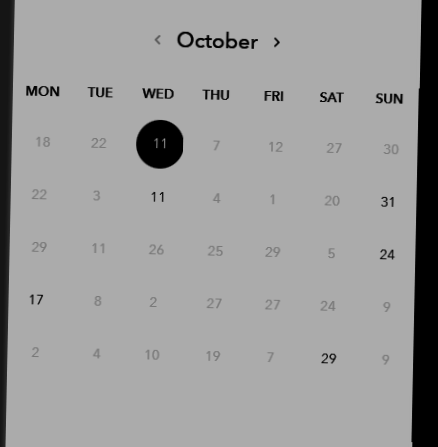 ‹ October ›
MON TUE WED THU FRI SAT SUN
18 22 11 7 12 27 30
22 3 11 4 1 20 31
29 11 26 25 29 5 24
17 8 2 27 27 24 9
2 4 10 19 7 29 9